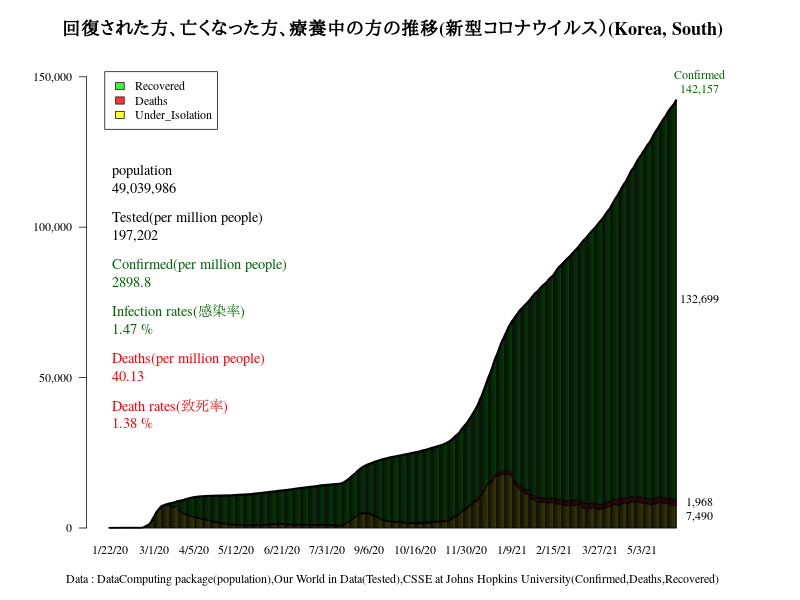 回復された方、亡くなった方、療養中の方の推移(新型コロナウイルス）(Korea, South)
Confirmed
142,157
150,000
Recovered
Deaths
Under_Isolation
population
49,039,986
Tested(per million people)
197,202
100,000
Confirmed(per million people)
2898.8
132,699
Infection rates(感染率)
1.47 %
Deaths(per million people)
40.13
50,000
Death rates(致死率)
1.38 %
1,968
7,490
0
1/22/20 3/1/20 4/5/20 5/12/20 6/21/20 7/31/20 9/6/20 10/16/20 11/30/20 1/9/21 2/15/21 3/27/21 5/3/21
Data : DataComputing package(population),Our World in Data(Tested),CSSE at Johns Hopkins University(Confirmed,Deaths,Recovered)